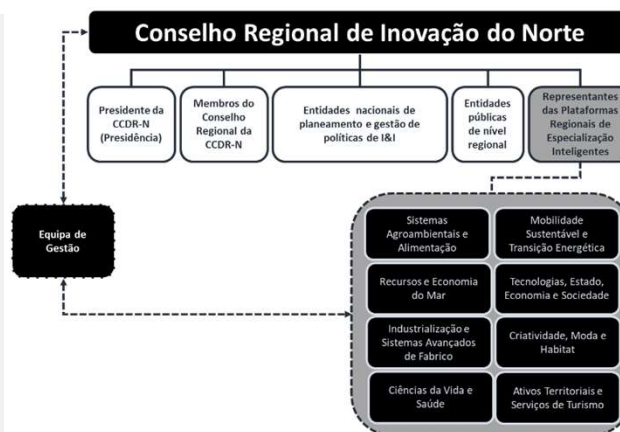 Conselho Regional de Inovação do Norte
Presidente da
CCDR-N
(Presidência)
Membros do
Conselho
Regional da
CCDR-N
Entidades nacionais de
planeamento e gestão de
políticas de I&I
Entidades
públicas de
nível
regional
Representantes
das Plataformas
Regionais de
Especialização
Inteligentes
Equipa de
Gestão
Sistemas
Agroambientais e
Alimentação
Mobilidade
Sustentável e
Transição Energética
Recursos e Economia
do Mar
Tecnologias, Estado,
Economia e Sociedade
Industrialização e
Sistemas Avançados
de Fabrico
Criatividade, Moda e
Habitat
Ciências da Vida e
Saúde
Ativos Territoriais e
Serviços de Turismo